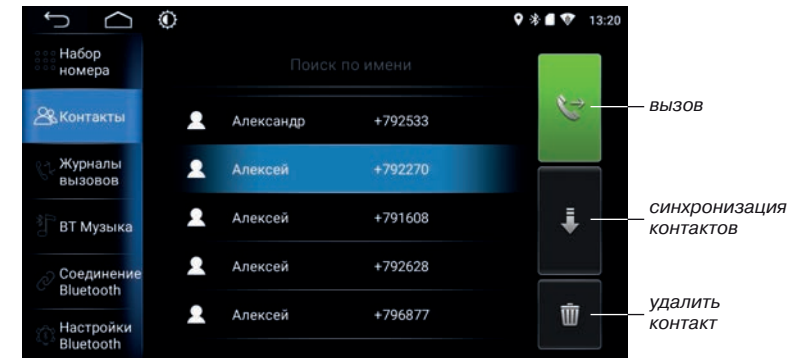 13:20
Набор
номера
Контакты
Журналы
вызовов
BT Музыка
Соединение
Bluetooth
Настройки
Bluetooth
Поиск по имени
Александр +792533
Алексей +792270
Алексей +791608
Алексей +792628
Алексей +796877
вызов
синхронизация
контактов
удалить
контакт